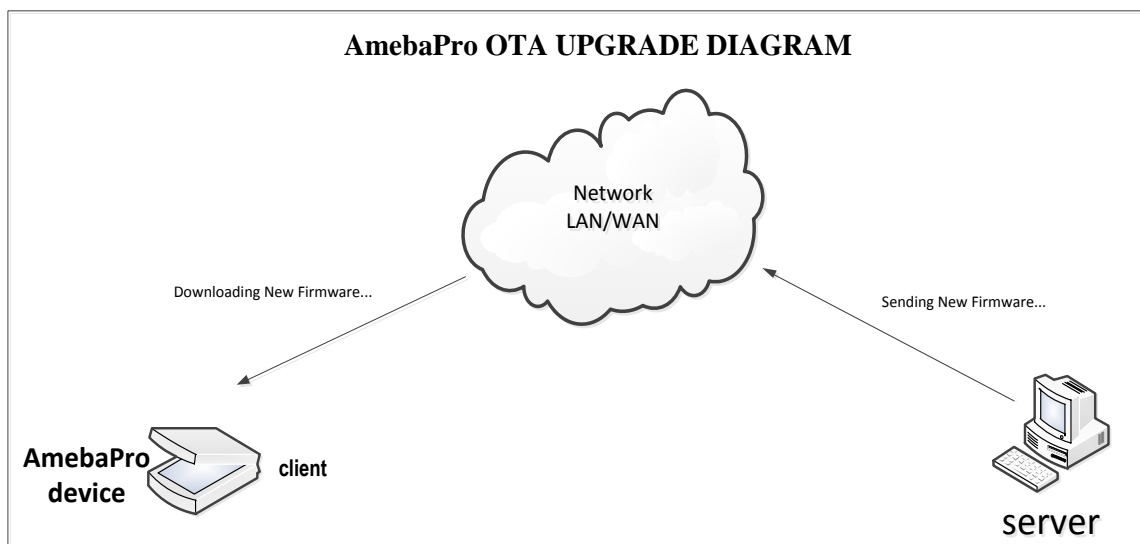 AmebaPro OTA UPGRADE DIAGRAM
Network
LAN/WAN
Downloading New Firmware...
Sending New Firmware...
AmebaPro
device
client
server